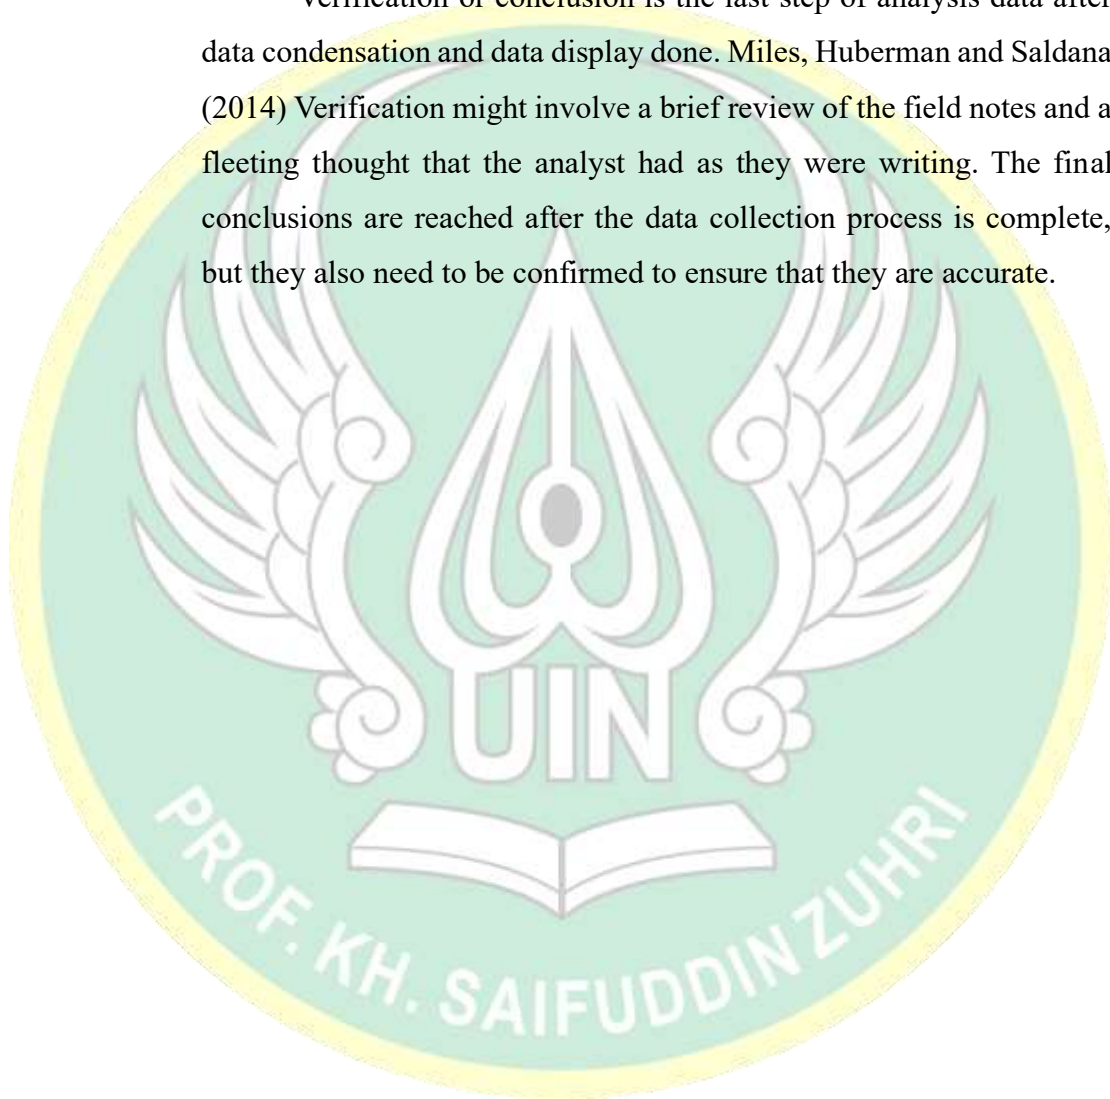 Verification or conclusion is the last step of analysis data after
data condensation and data display done. Miles, Huberman and Saldana
(2014) Verification might involve a brief review of the field notes and a
fleeting thought that the analyst had as they were writing. The final
conclusions are reached after the data collection process is complete,
but they also need to be confirmed to ensure that they are accurate.
UIN
PROF. KH. SAIFUDDIN ZUHRI